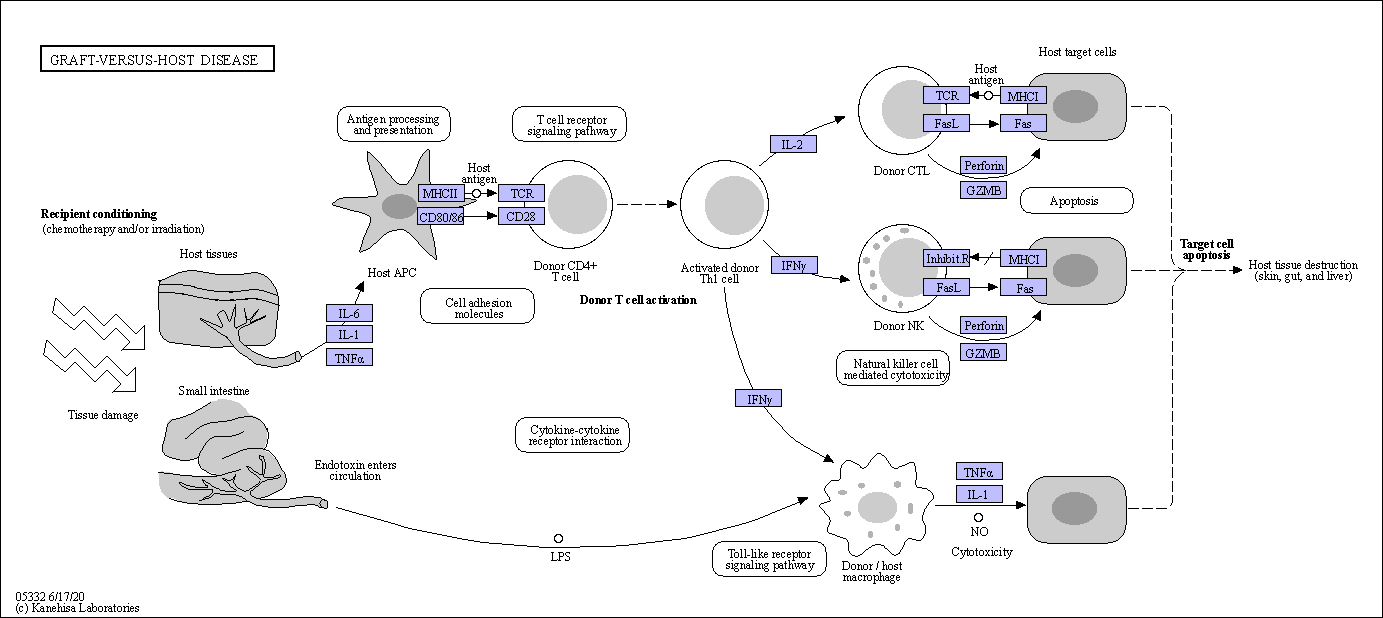 GRAFT-VERSUS-HOST DISEASE
Antigen processing
and presentation
T cell receptor
signaling pathway
Host
antigen
MHCII
TCR
CD80/86
CD28
Host APC
Donor CD4+
T cell
Recipient conditioning
(chemotherapy and/or irradiation)
Host tissues
IL-6
IL-1
TNFα
Cell adhesion
molecules
Donor T cell activation
Activated donor
Th1 cell
IL-2
IFNγ
IFNγ
Host target cells
Host
antigen
TCR
MHCI
FasL
Fas
Donor CTL
Perforin
GZMB
Apoptosis
Inhibit.R
MHCI
FasL
Fas
Donor NK
Perforin
GZMB
Natural killer cell
mediated cytotoxicity
Target cell
apoptosis
Host tissue destruction
(skin, gut, and liver)
Tissue damage
Small intestine
Endotoxin enters
circulation
Cytokine-cytokine
receptor interaction
LPS
Toll-like receptor
signaling pathway
Donor / host
macrophage
TNFα
IL-1
NO
Cytotoxicity
05332 6/17/20
(c) Kanehisa Laboratories